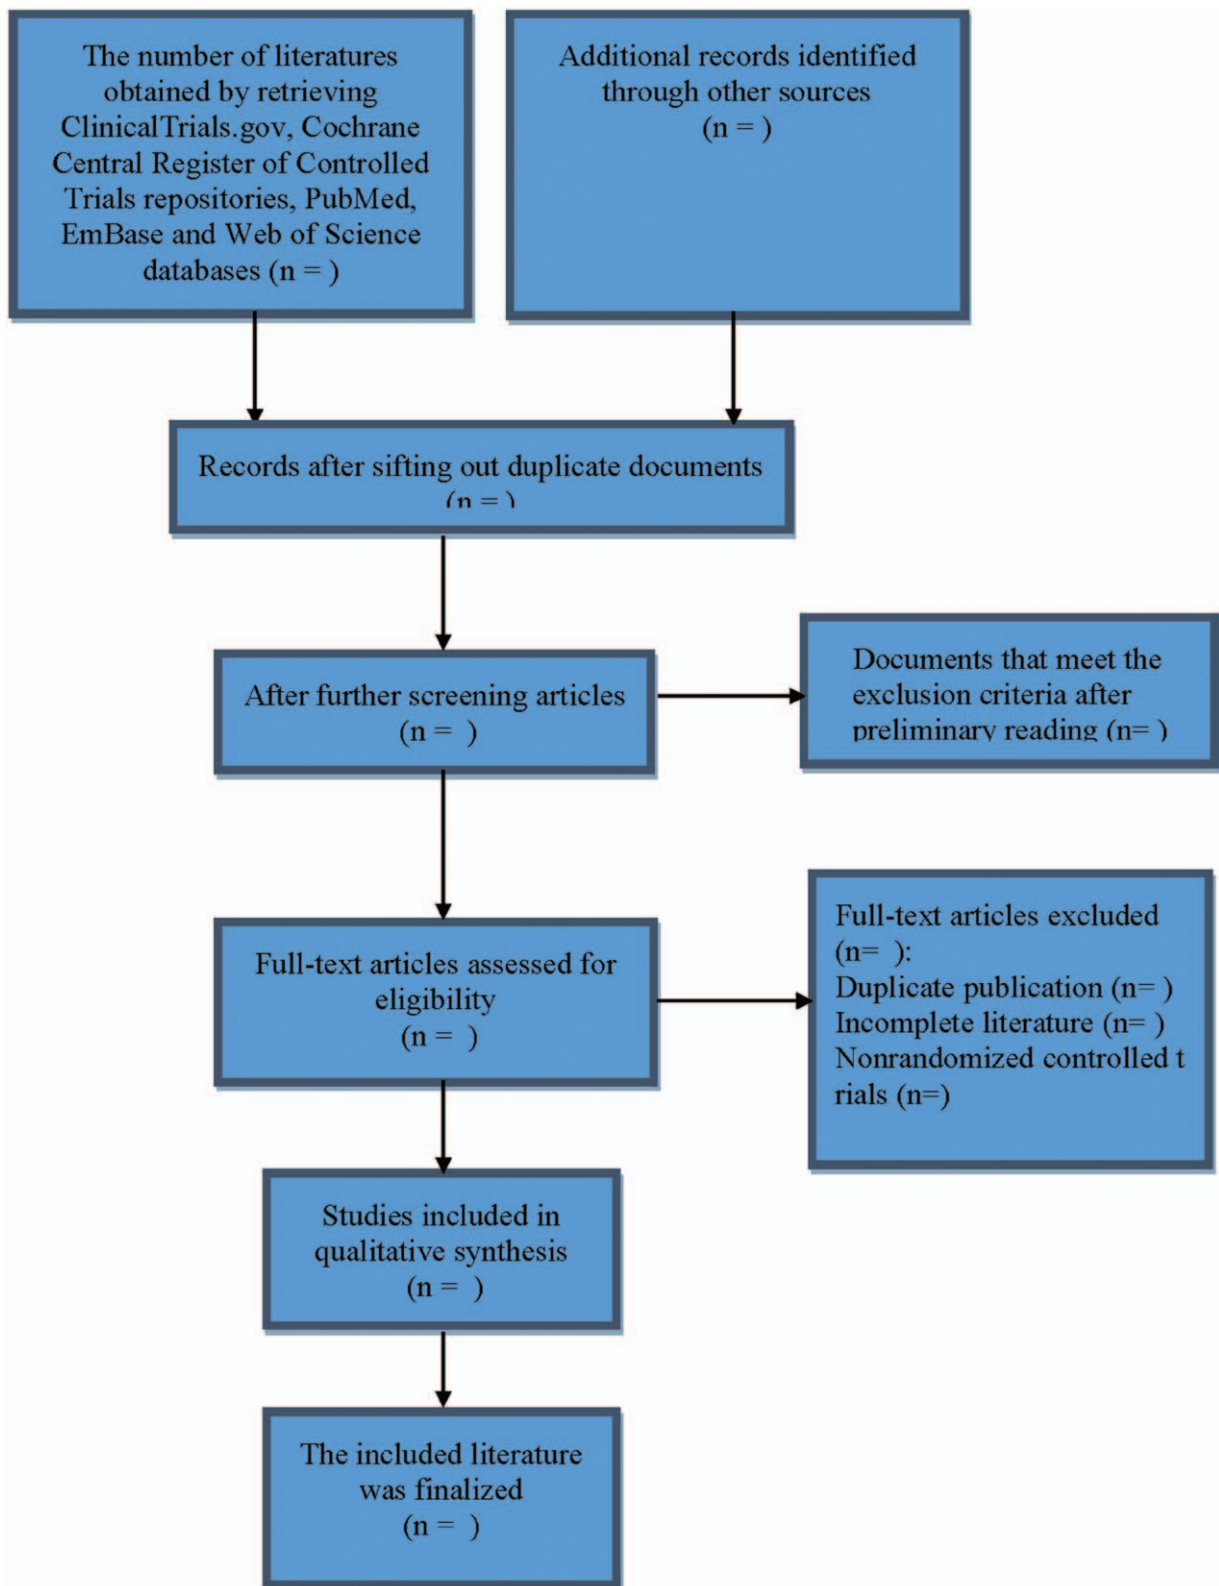 The number of literatures
obtained by retrieving
ClinicalTrials.gov, Cochrane
Central Register of Controlled
Trials repositories, PubMed,
EmBase and Web of Science
databases (n = )
Additional records identified
through other sources
(n = )
Records after sifting out duplicate documents
(n = )
After further screening articles
(n =  )
Documents that meet the
exclusion criteria after
preliminary reading (n= )
Full-text articles assessed for
eligibility
(n =  )
Full-text articles excluded
(n=  ):
Duplicate publication (n= )
Incomplete literature (n= )
Nonrandomized controlled t
rials (n=)
Studies included in
qualitative synthesis
(n =  )
The included literature
was finalized
(n =  )